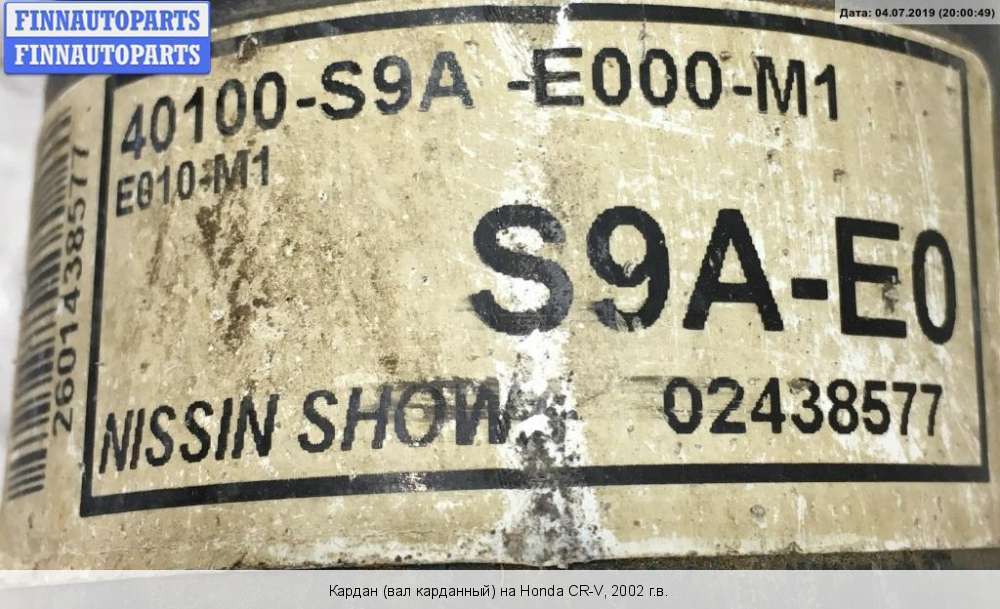 FINNAUTOPARTS
FINNAUTOPARTS
Дата: 04.07.2019 (20:00:49)
40100-S9A -E000-M1
E010-M1
S9A-E0
NISSIN SHOW
02438577
Кардан (вал карданный) на Honda CR-V, 2002 г.в.